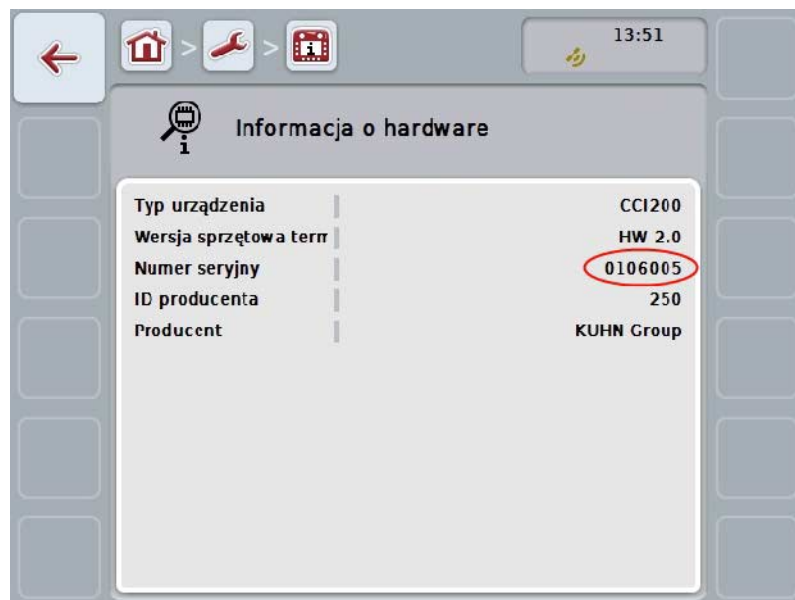 13:51
Informacja o hardware
Typ urządzenia CCI200
Wersja sprzętowa term HW 2.0
Numer seryjny 0106005
ID producenta 250
Producent KUHN Group